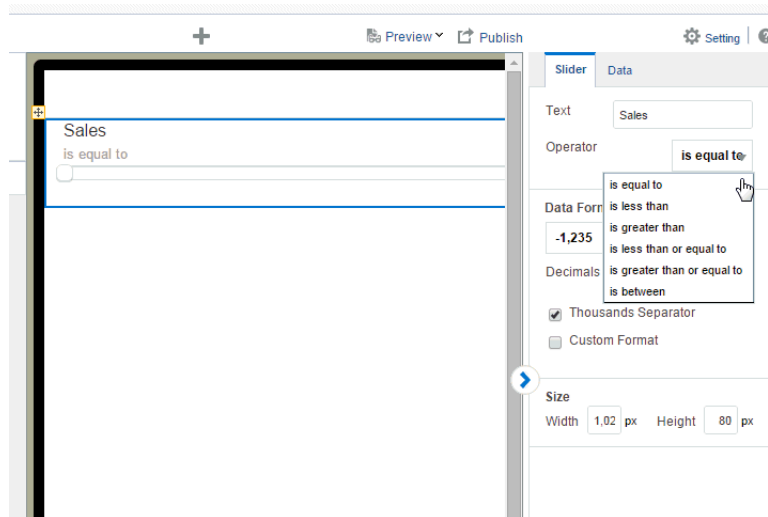 Preview
Publish
Setting
Sales
is equal to
Slider
Data
Text
Sales
Operator
is equal to
is equal to
is less than
is greater than
is less than or equal to
is greater than or equal to
is between
Data Form
-1,235
Decimals
Thousands Separator
Custom Format
Size
Width 1,02 px Height 80 px